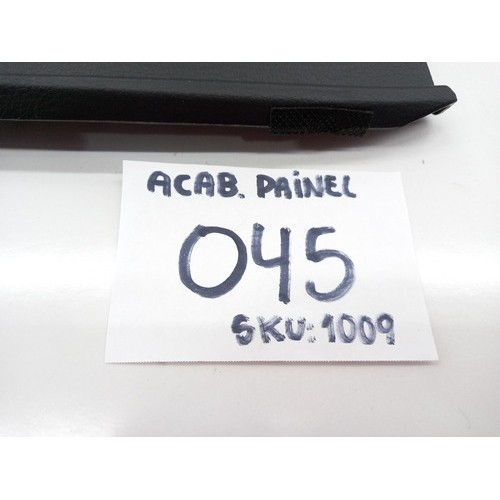 ACAB. PAINEL
045
SKU:1009